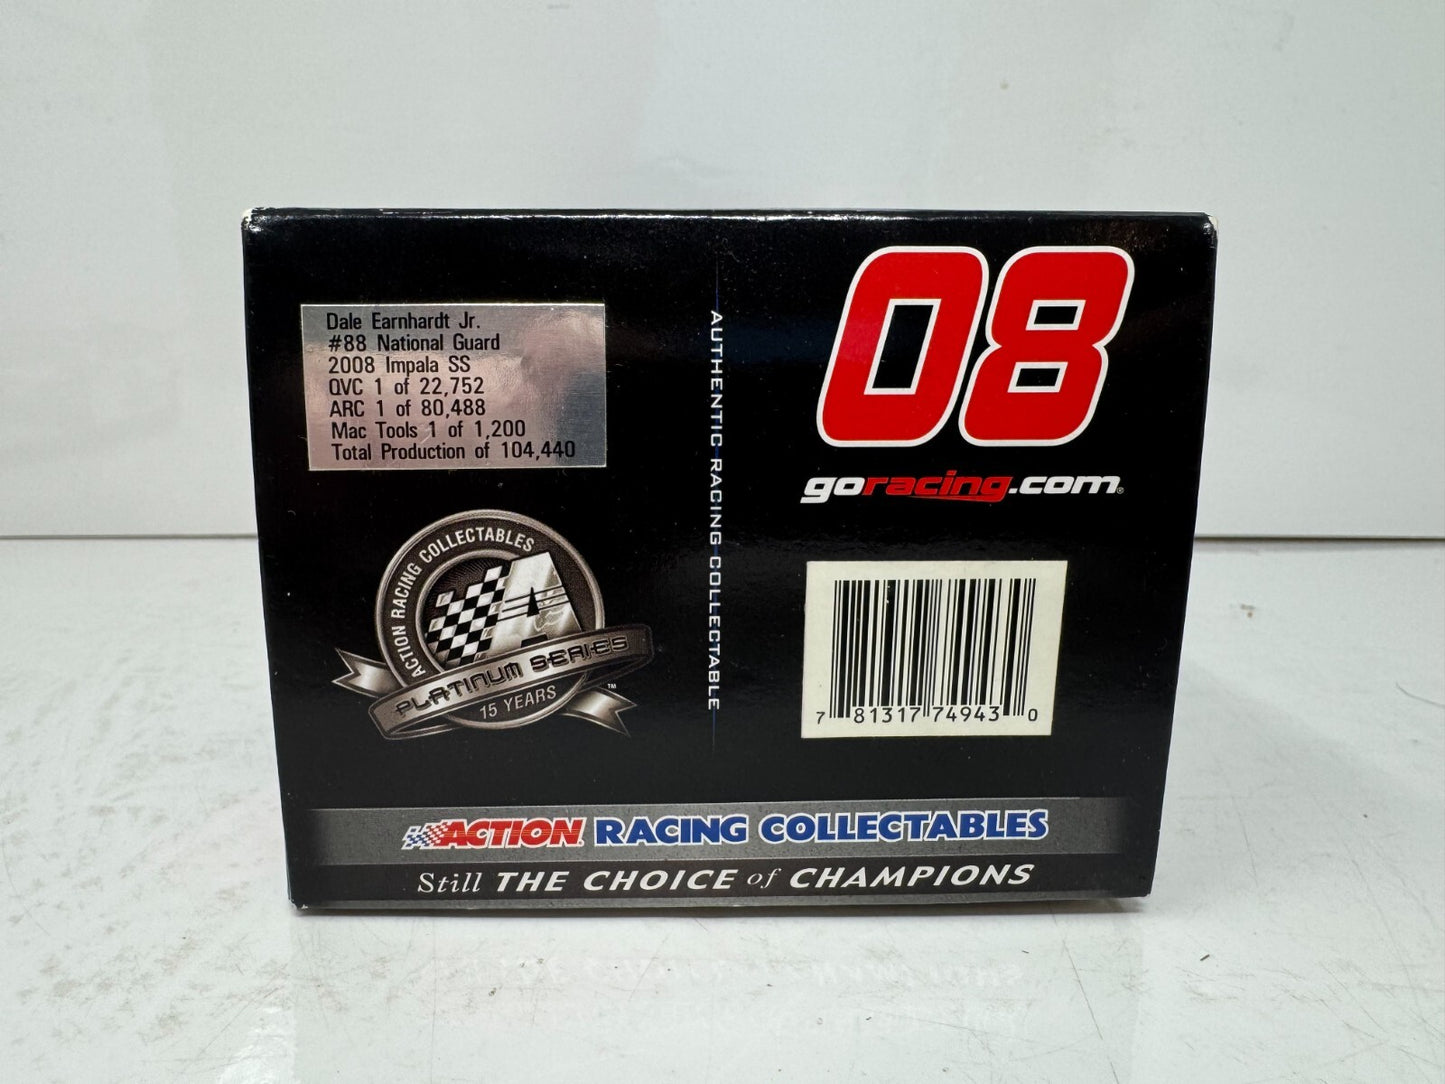 Dale Earnhardt Jr.
#88 National Guard
2008 Impala SS
QVC 1 of 22,752
ARC 1 of 80,488
Mac Tools 1 of 1,200
Total Production of 104,440
ACTION RACING COLLECTABLES
PLATINUM SERIES
15 YEARS
TM
AUTHENTIC RACING COLLECTABLE
08
goracing.com®
7 81317 74943 0
ACTION RACING COLLECTABLES
Still THE CHOICE of CHAMPIONS